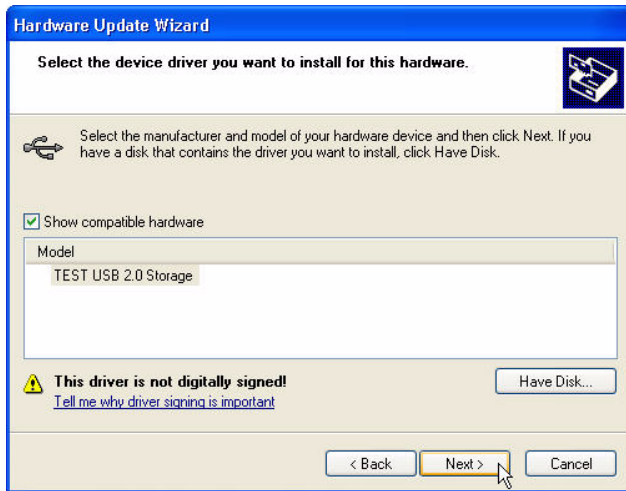 Hardware Update Wizard
Select the device driver you want to install for this hardware.
Select the manufacturer and model of your hardware device and then click Next. If you
have a disk that contains the driver you want to install, click Have Disk.
Show compatible hardware
Model
TEST USB 2.0 Storage
This driver is not digitally signed!
Have Disk...
Tell me why driver signing is important
< Back
Next >
Cancel